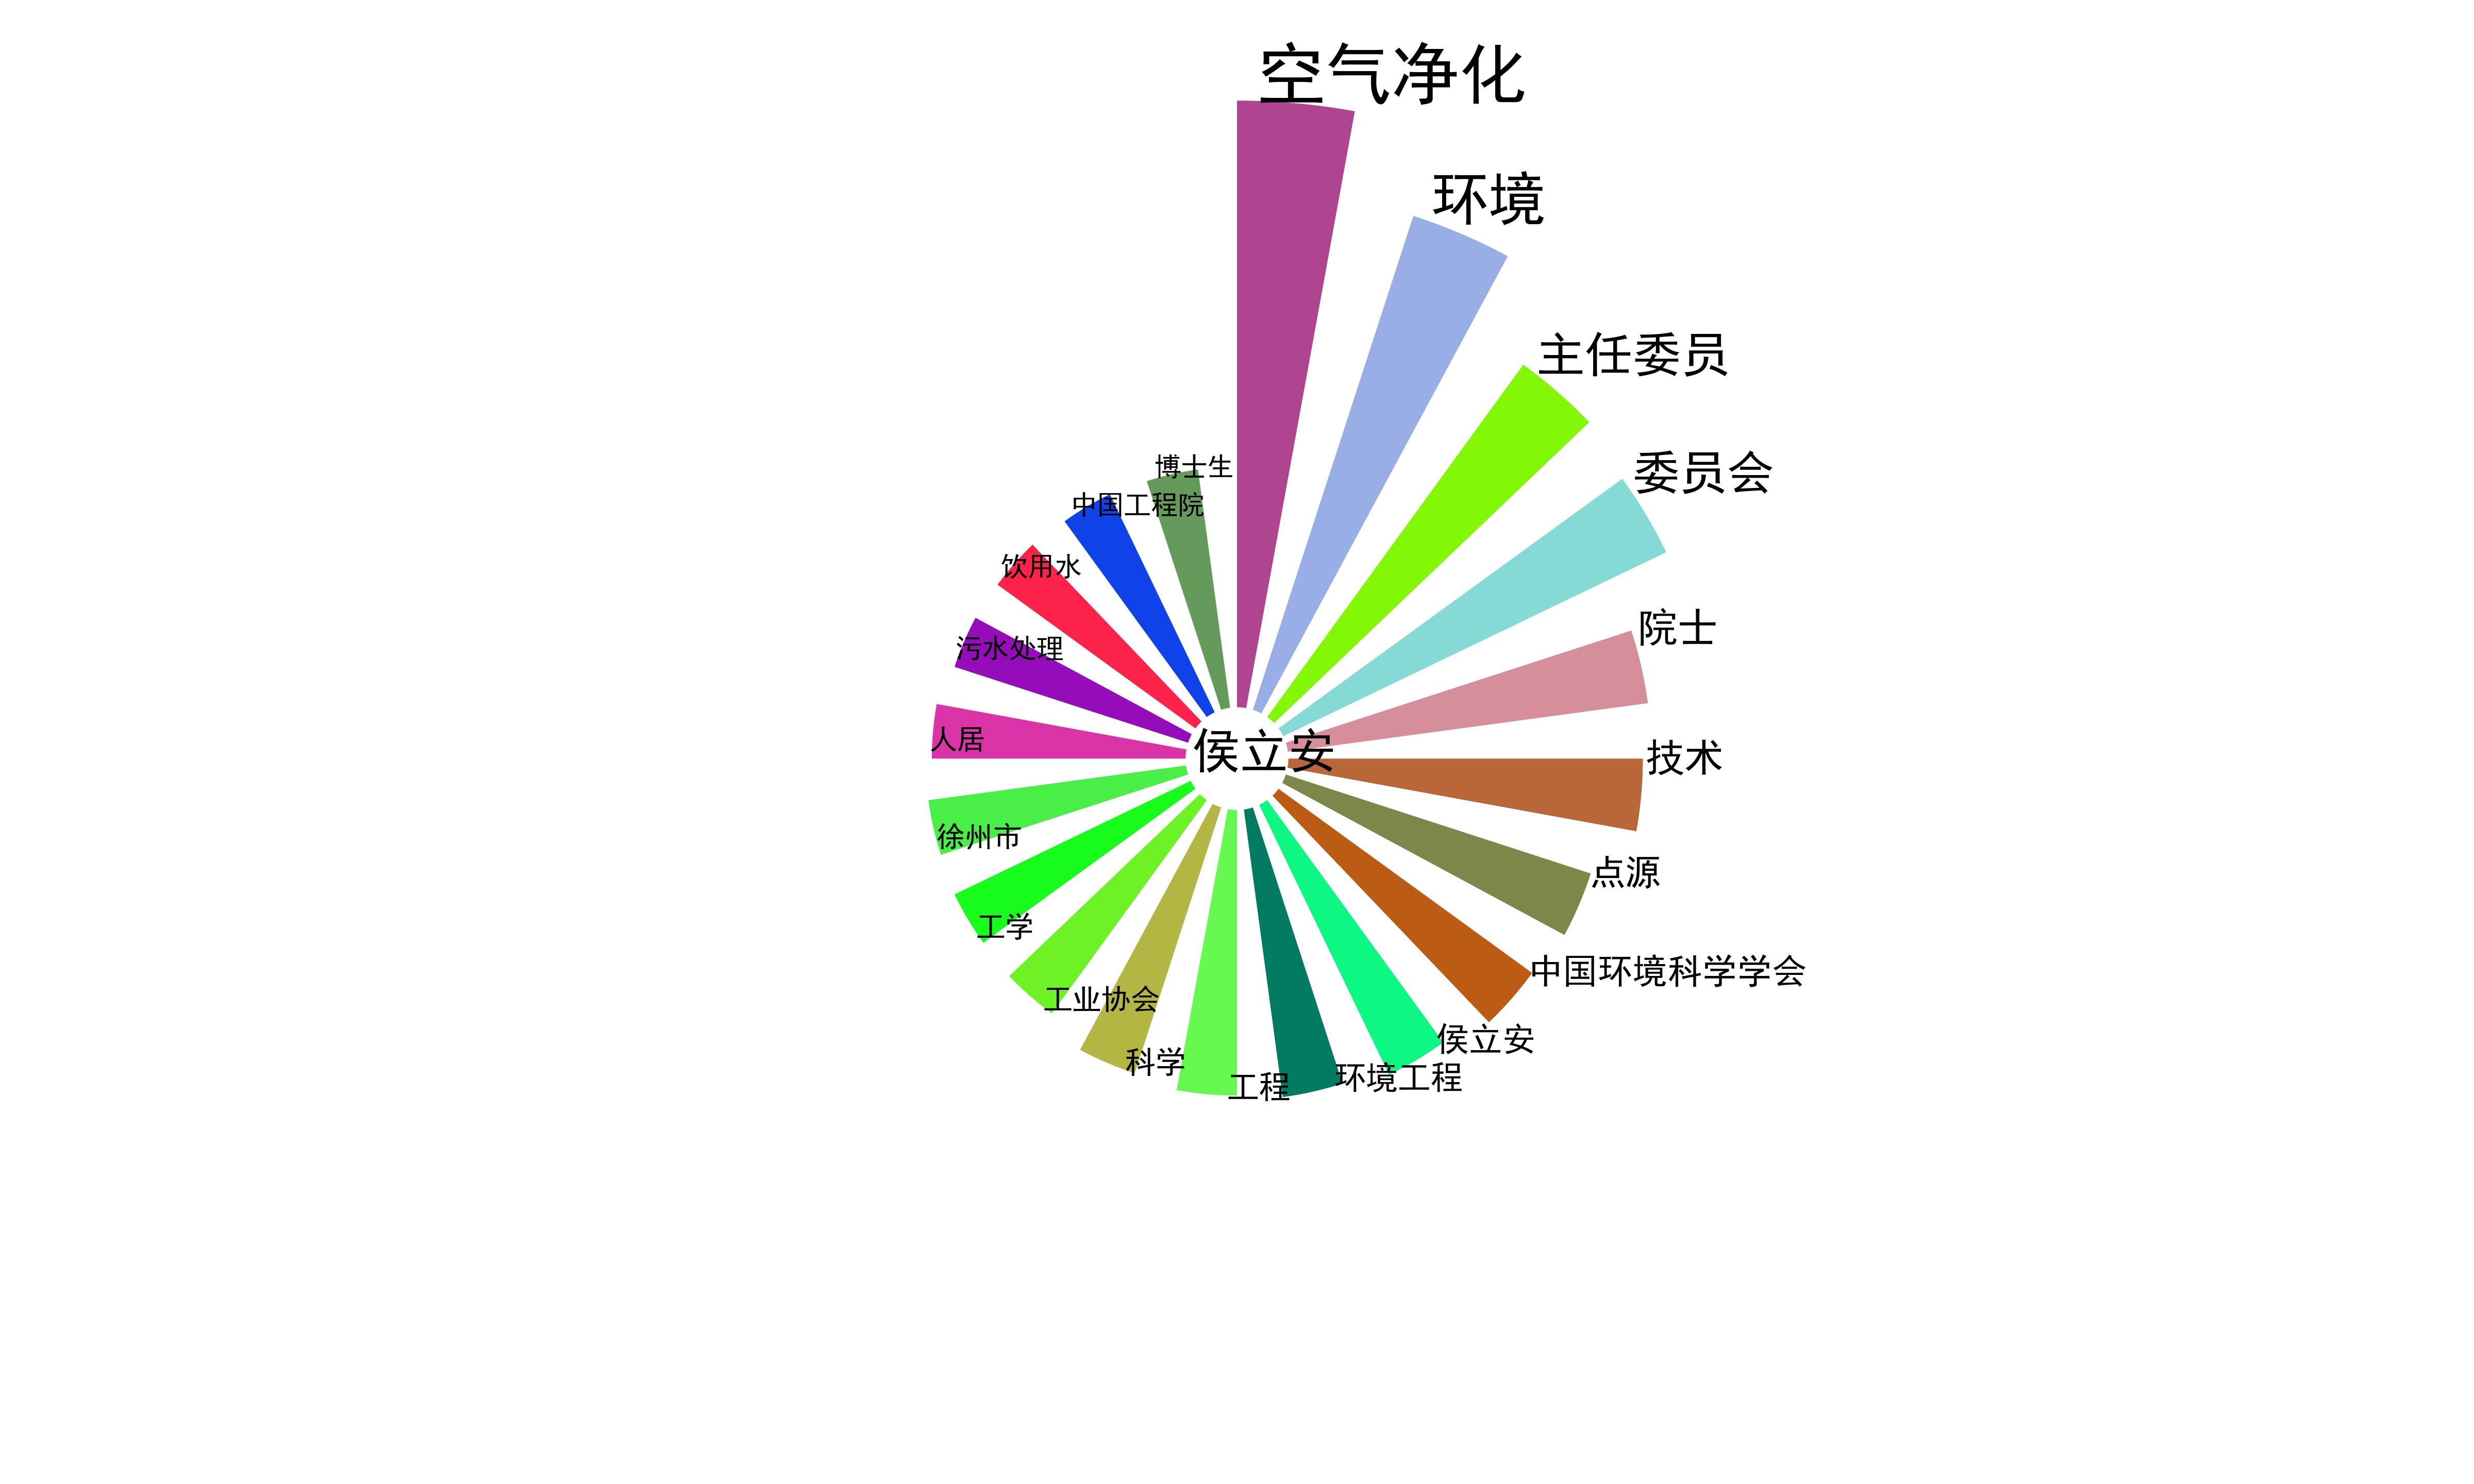 空气净化
环境
主任委员
委员会
院士
技术
点源
中国环境科学学会
侯立安
环境工程
工程
科学
工业协会
工学
徐州市
人居
污水处理
饮用水
中国工程院
博士生
侯立安